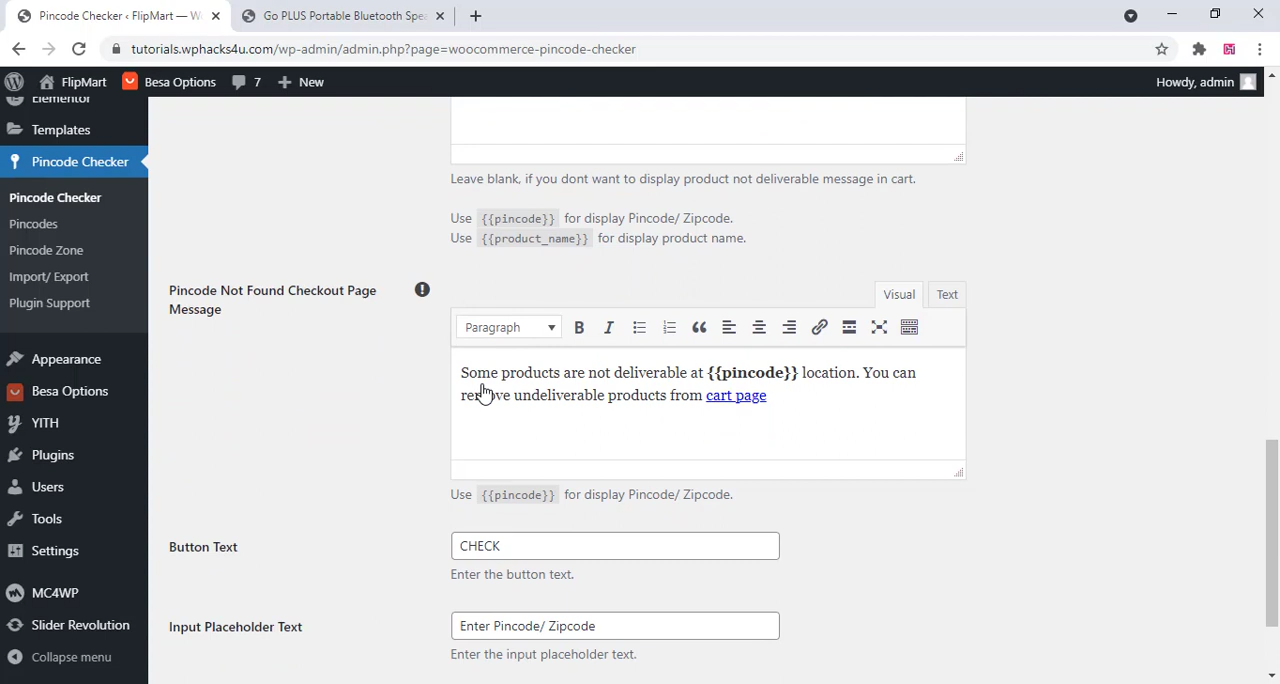 Pincode Checker ‹ FlipMart — W
Go PLUS Portable Bluetooth Spea
tutorials.wphacks4u.com/wp-admin/admin.php?page=woocommerce-pincode-checker
FlipMart
Besa Options
7
New
Howdy, admin
Elementor
Templates
Pincode Checker
Pincode Checker
Pincodes
Pincode Zone
Import/ Export
Plugin Support
Appearance
Besa Options
YITH
Plugins
Users
Tools
Settings
MC4WP
Slider Revolution
Collapse menu
Leave blank, if you dont want to display product not deliverable message in cart.
Use {{pincode}} for display Pincode/ Zipcode.
Use {{product_name}} for display product name.
Pincode Not Found Checkout Page
Message
Visual
Text
Paragraph
Some products are not deliverable at {{pincode}} location. You can
remove undeliverable products from cart page
Use {{pincode}} for display Pincode/ Zipcode.
Button Text
CHECK
Enter the button text.
Input Placeholder Text
Enter Pincode/ Zipcode
Enter the input placeholder text.